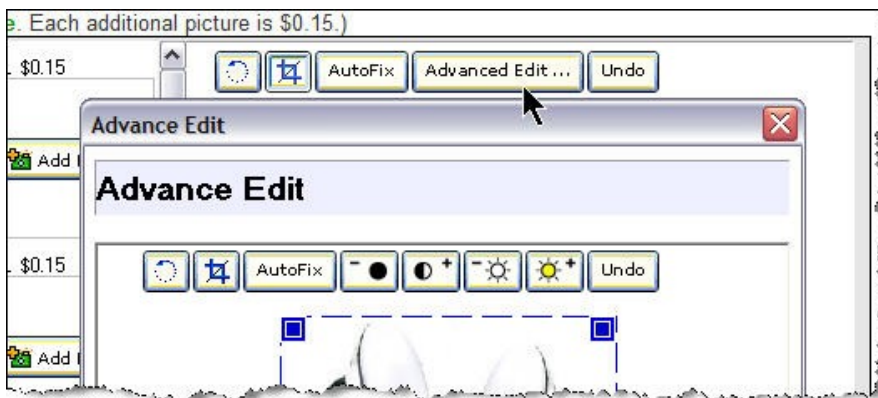 e. Each additional picture is $0.15.)
. $0.15
AutoFix Advanced Edit ... Undo
Advance Edit
Add
Advance Edit
. $0.15
AutoFix - + - + Undo
Add